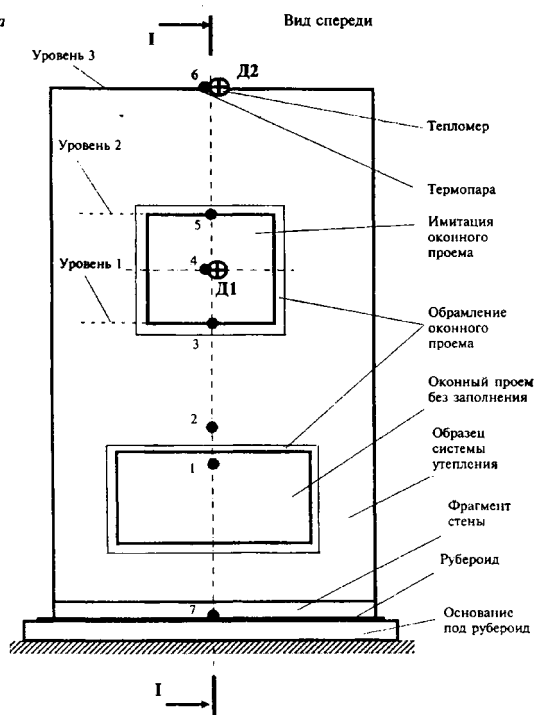 а
I
Вид спереди
Уровень 3
6
Д2
Тепломер
Уровень 2
Термопара
5
Имитация
оконного
проема
Уровень 1
4
Д1
3
Обрамление
оконного
проема
Оконный проем
без заполнения
2
1
Образец
системы
утепления
Фрагмент
стены
Рубероид
7
Основание
под рубероид
I